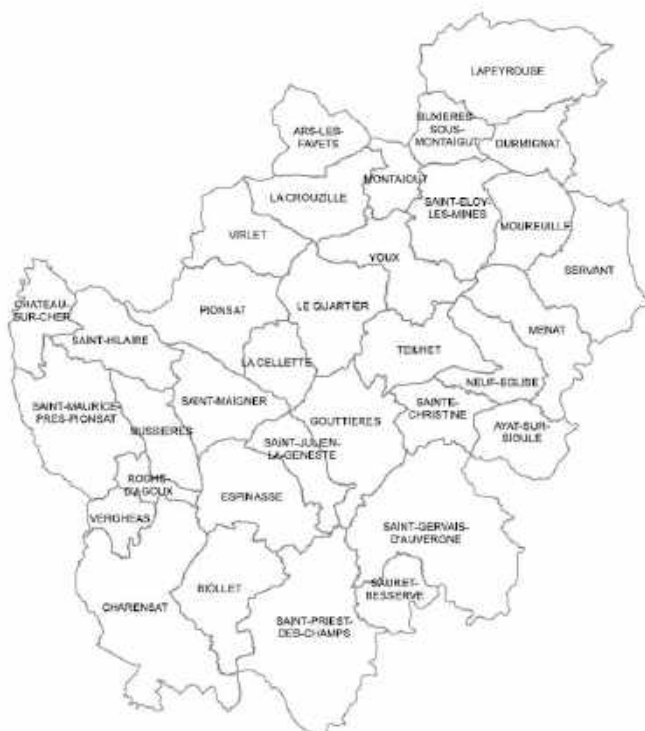 LAPEYROUSE
BUXIERES-
SOUS-
MONTAIGUT
DURMIGNAT
ARS-LES-
FAVETS
MONTAIGUT
LA CROUZILLE
SAINT-ELOY-
LES-MINES
MOUREUILLE
VIRLET
YOUX
SERVANT
CHATEAU-
SUR-CHER
PIONSAT
LE QUARTIER
MENAT
SAINT-HILAIRE
LA CELLETTE
TEILHET
NEUF-EGLISE
SAINT-MAURICE-
PRES-PIONSAT
SAINT-MAIGNER
GOUTTIERES
SAINTE-
CHRISTINE
BUSSIERES
SAINT-JULIEN-
LA-GENESTE
AYAT-SUR-
SIOULE
ROCHE-
D'AGOUX
ESPINASSE
VERGHEAS
SAINT-GERVAIS-
D'AUVERGNE
CHARENSAT
BIOLLET
SAURET-
BESSERVE
SAINT-PRIEST-
DES-CHAMPS